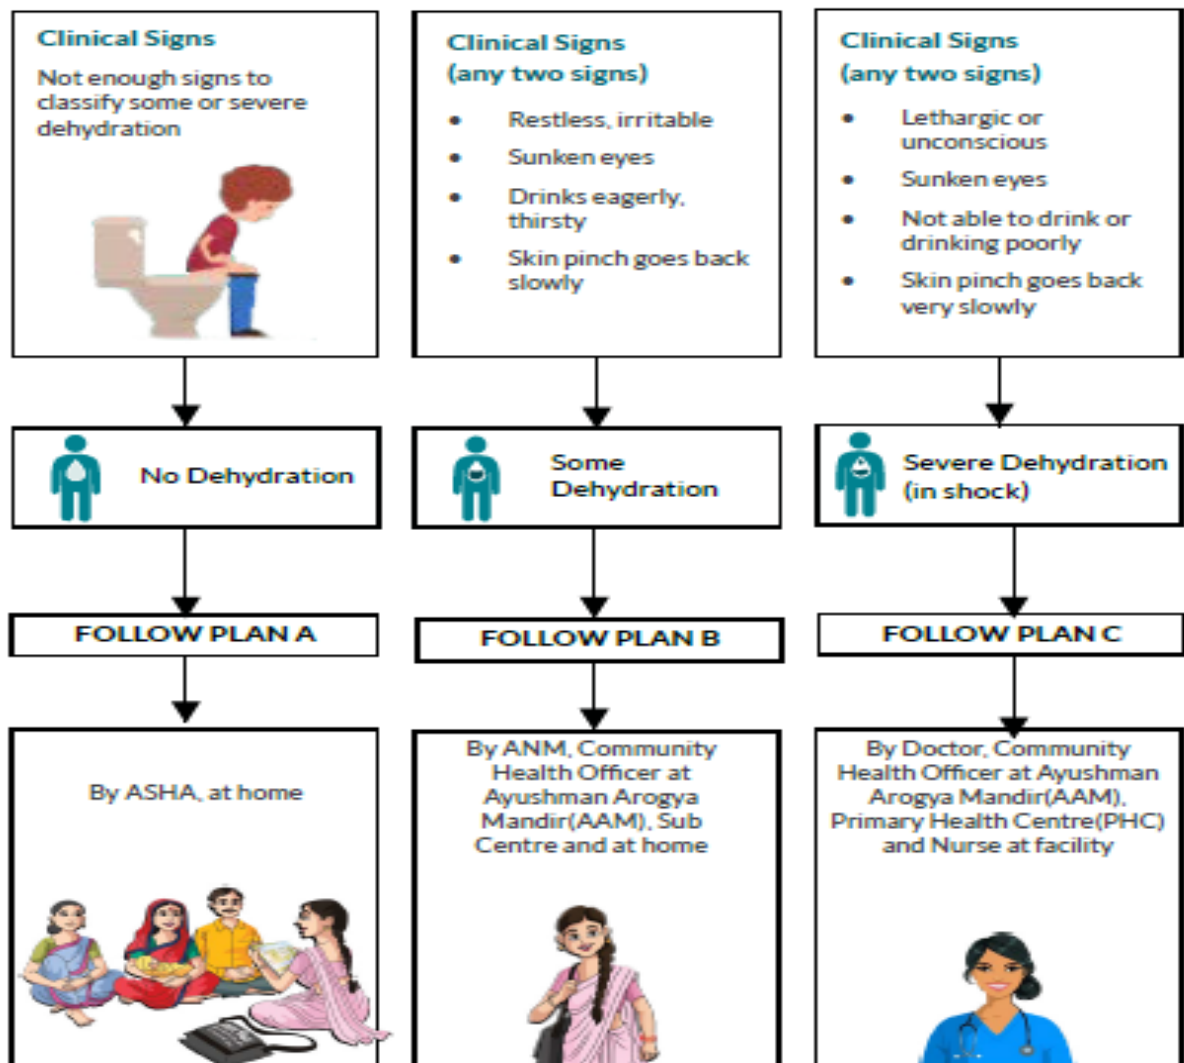 Clinical Signs
Not enough signs to
classify some or severe
dehydration
Clinical Signs
(any two signs)
• Restless, irritable
• Sunken eyes
• Drinks eagerly,
thirsty
• Skin pinch goes back
slowly
Clinical Signs
(any two signs)
• Lethargic or
unconscious
• Sunken eyes
• Not able to drink or
drinking poorly
• Skin pinch goes back
very slowly
No Dehydration
Some
Dehydration
Severe Dehydration
(in shock)
FOLLOW PLAN A
FOLLOW PLAN B
FOLLOW PLAN C
By ASHA, at home
By ANM, Community
Health Officer at
Ayushman Arogya
Mandir(AAM), Sub
Centre and at home
By Doctor, Community
Health Officer at Ayushman
Arogya Mandir(AAM),
Primary Health Centre(PHC)
and Nurse at facility